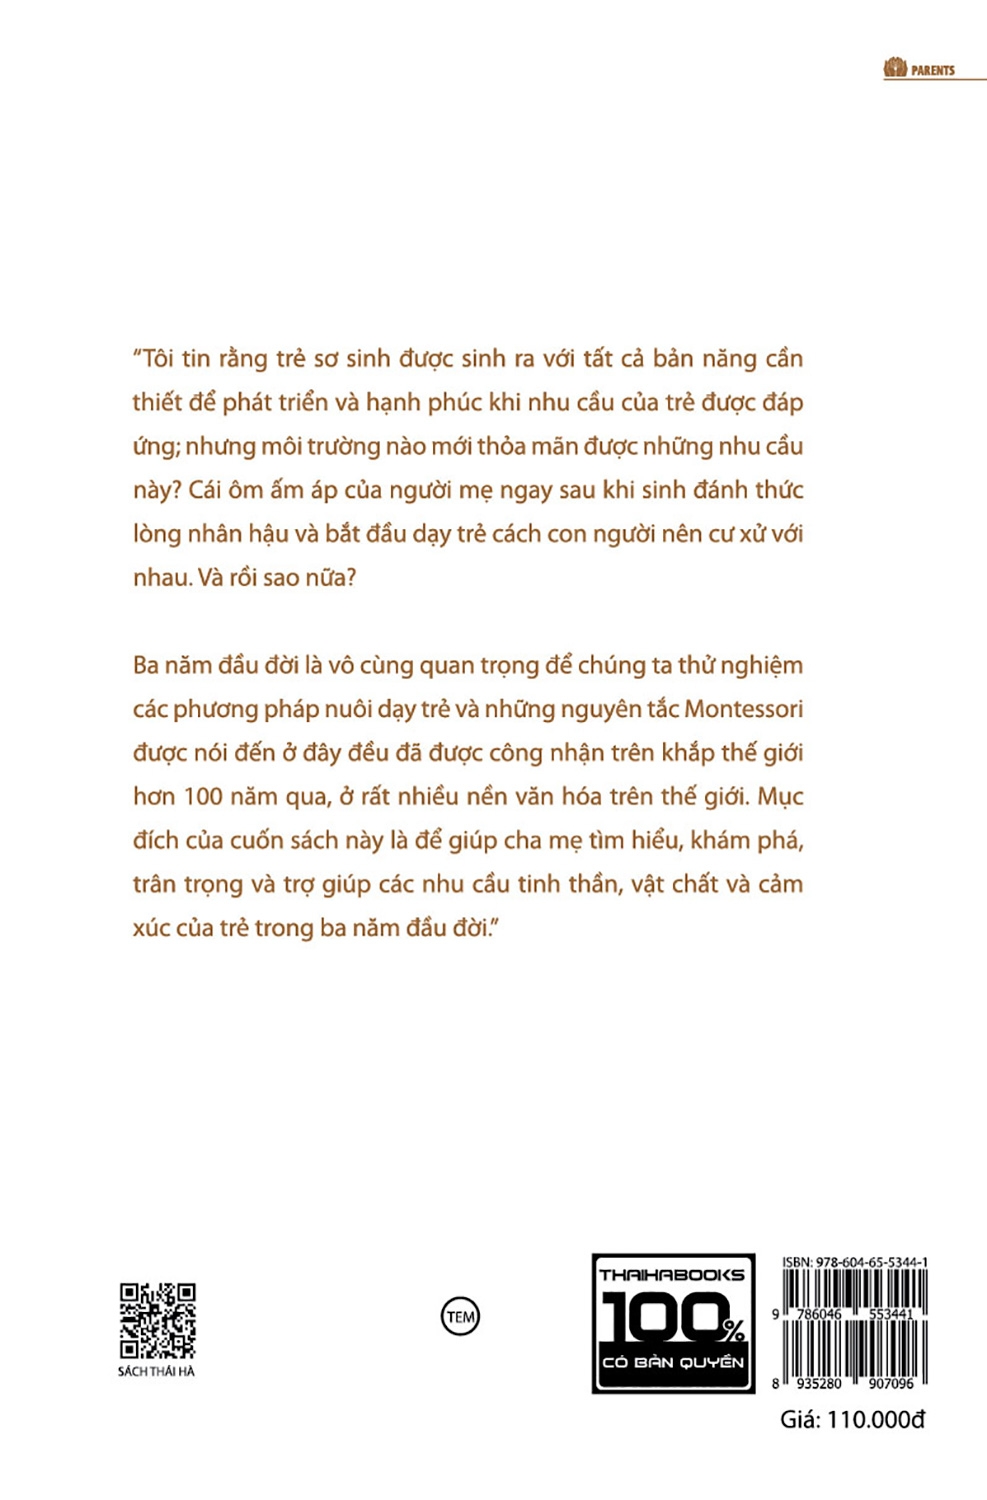 PARENTS
“Tôi tin rằng trẻ sơ sinh được sinh ra với tất cả bản năng cần
thiết để phát triển và hạnh phúc khi nhu cầu của trẻ được đáp
ứng; nhưng môi trường nào mới thỏa mãn được những nhu cầu
này? Cái ôm ấm áp của người mẹ ngay sau khi sinh đánh thức
lòng nhân hậu và bắt đầu dạy trẻ cách con người nên cư xử với
nhau. Và rồi sao nữa?
Ba năm đầu đời là vô cùng quan trọng để chúng ta thử nghiệm
các phương pháp nuôi dạy trẻ và những nguyên tắc Montessori
được nói đến ở đây đều đã được công nhận trên khắp thế giới
hơn 100 năm qua, ở rất nhiều nền văn hóa trên thế giới. Mục
đích của cuốn sách này là để giúp cha mẹ tìm hiểu, khám phá,
trân trọng và trợ giúp các nhu cầu tinh thần, vật chất và cảm
xúc của trẻ trong ba năm đầu đời.”
SÁCH THÁI HÀ
TEM
THAIHABOOKS
100%
CÓ BẢN QUYỀN
ISBN: 978-604-65-5344-1
9 786046 553441
8 935280 907096
Giá: 110.000đ